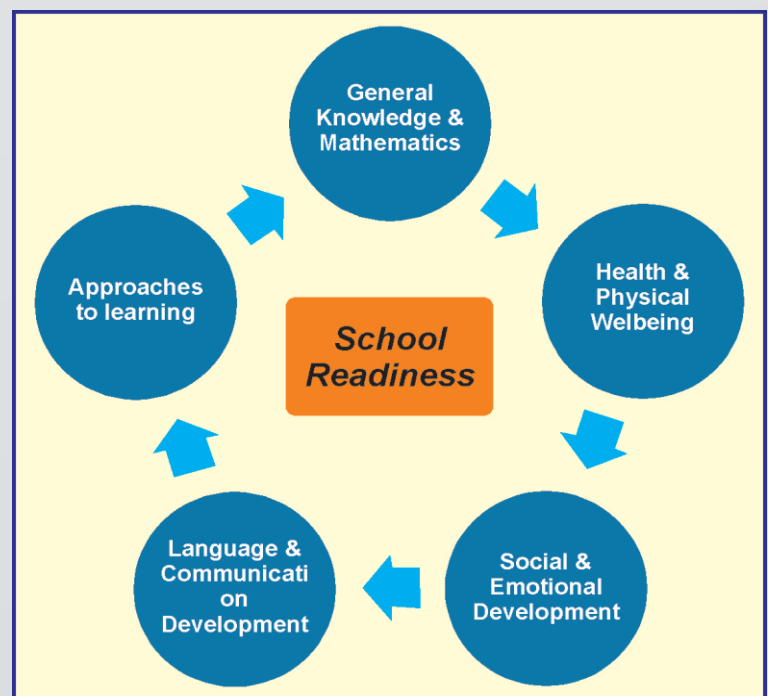 General
Knowledge &
Mathematics
Health &
Physical
Welbeing
Social &
Emotional
Development
Language &
Communicati
on
Development
Approaches
to learning
School
Readiness